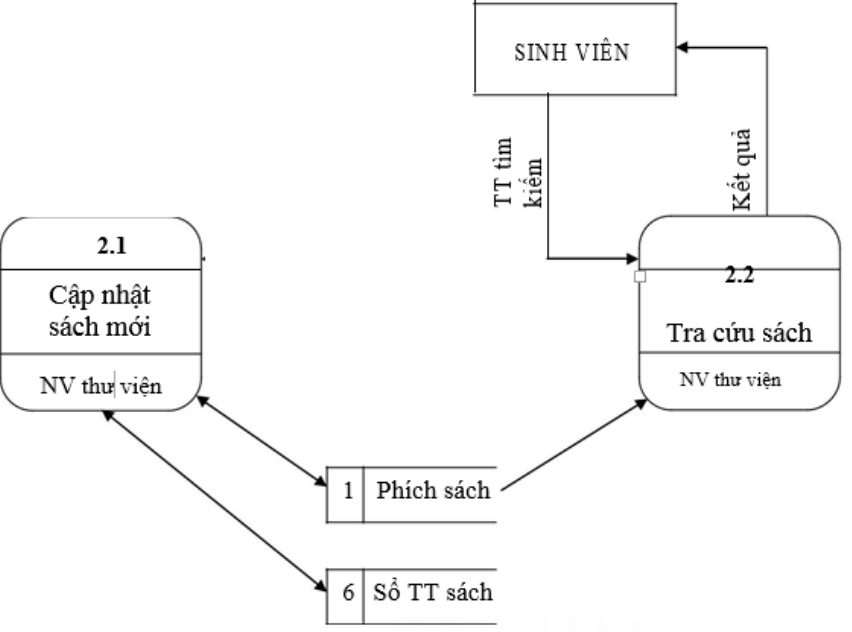 SINH VIÊN
TT tìm
kiếm
Kết quả
2.1
Cập nhật
sách mới
NV thư viện
2.2
Tra cứu sách
NV thư viện
1 Phích sách
6 Sổ TT sách